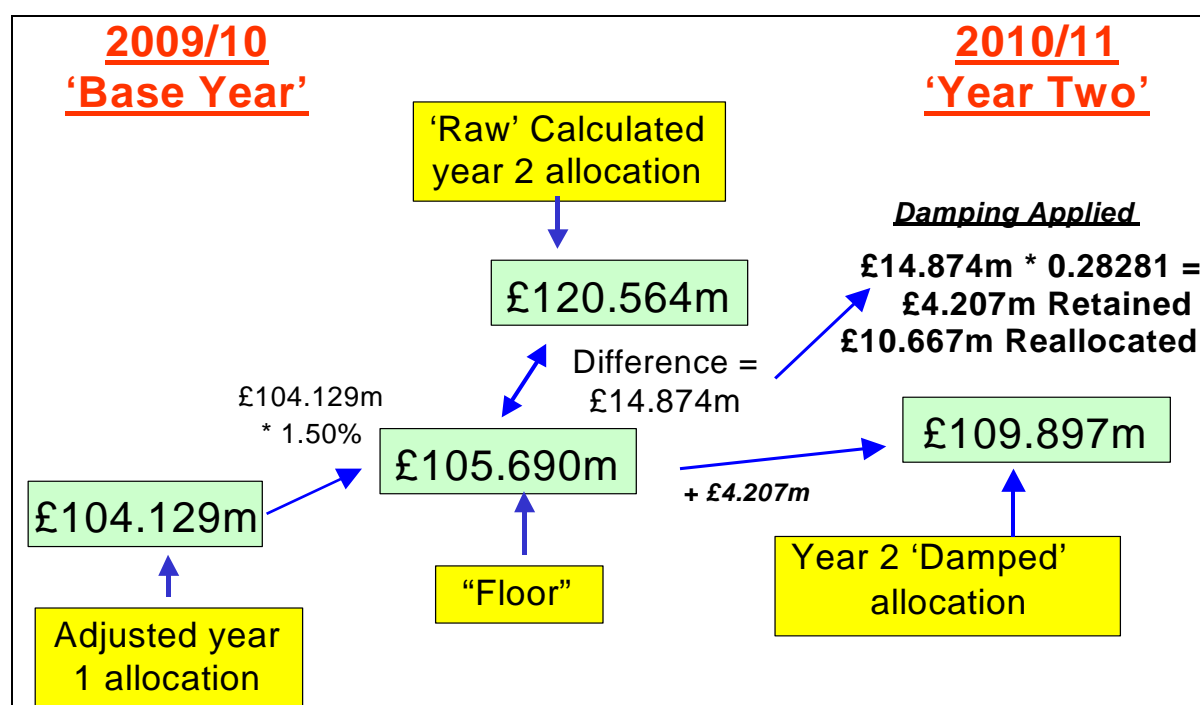 2009/10
‘Base Year’
2010/11
‘Year Two’
‘Raw’ Calculated
year 2 allocation
Damping Applied
£14.874m * 0.28281 =
£4.207m Retained
£10.667m Reallocated
£120.564m
Difference =
£14.874m
£104.129m
* 1.50%
£105.690m
+ £4.207m
£109.897m
£104.129m
“Floor”
Year 2 ‘Damped’
allocation
Adjusted year
1 allocation